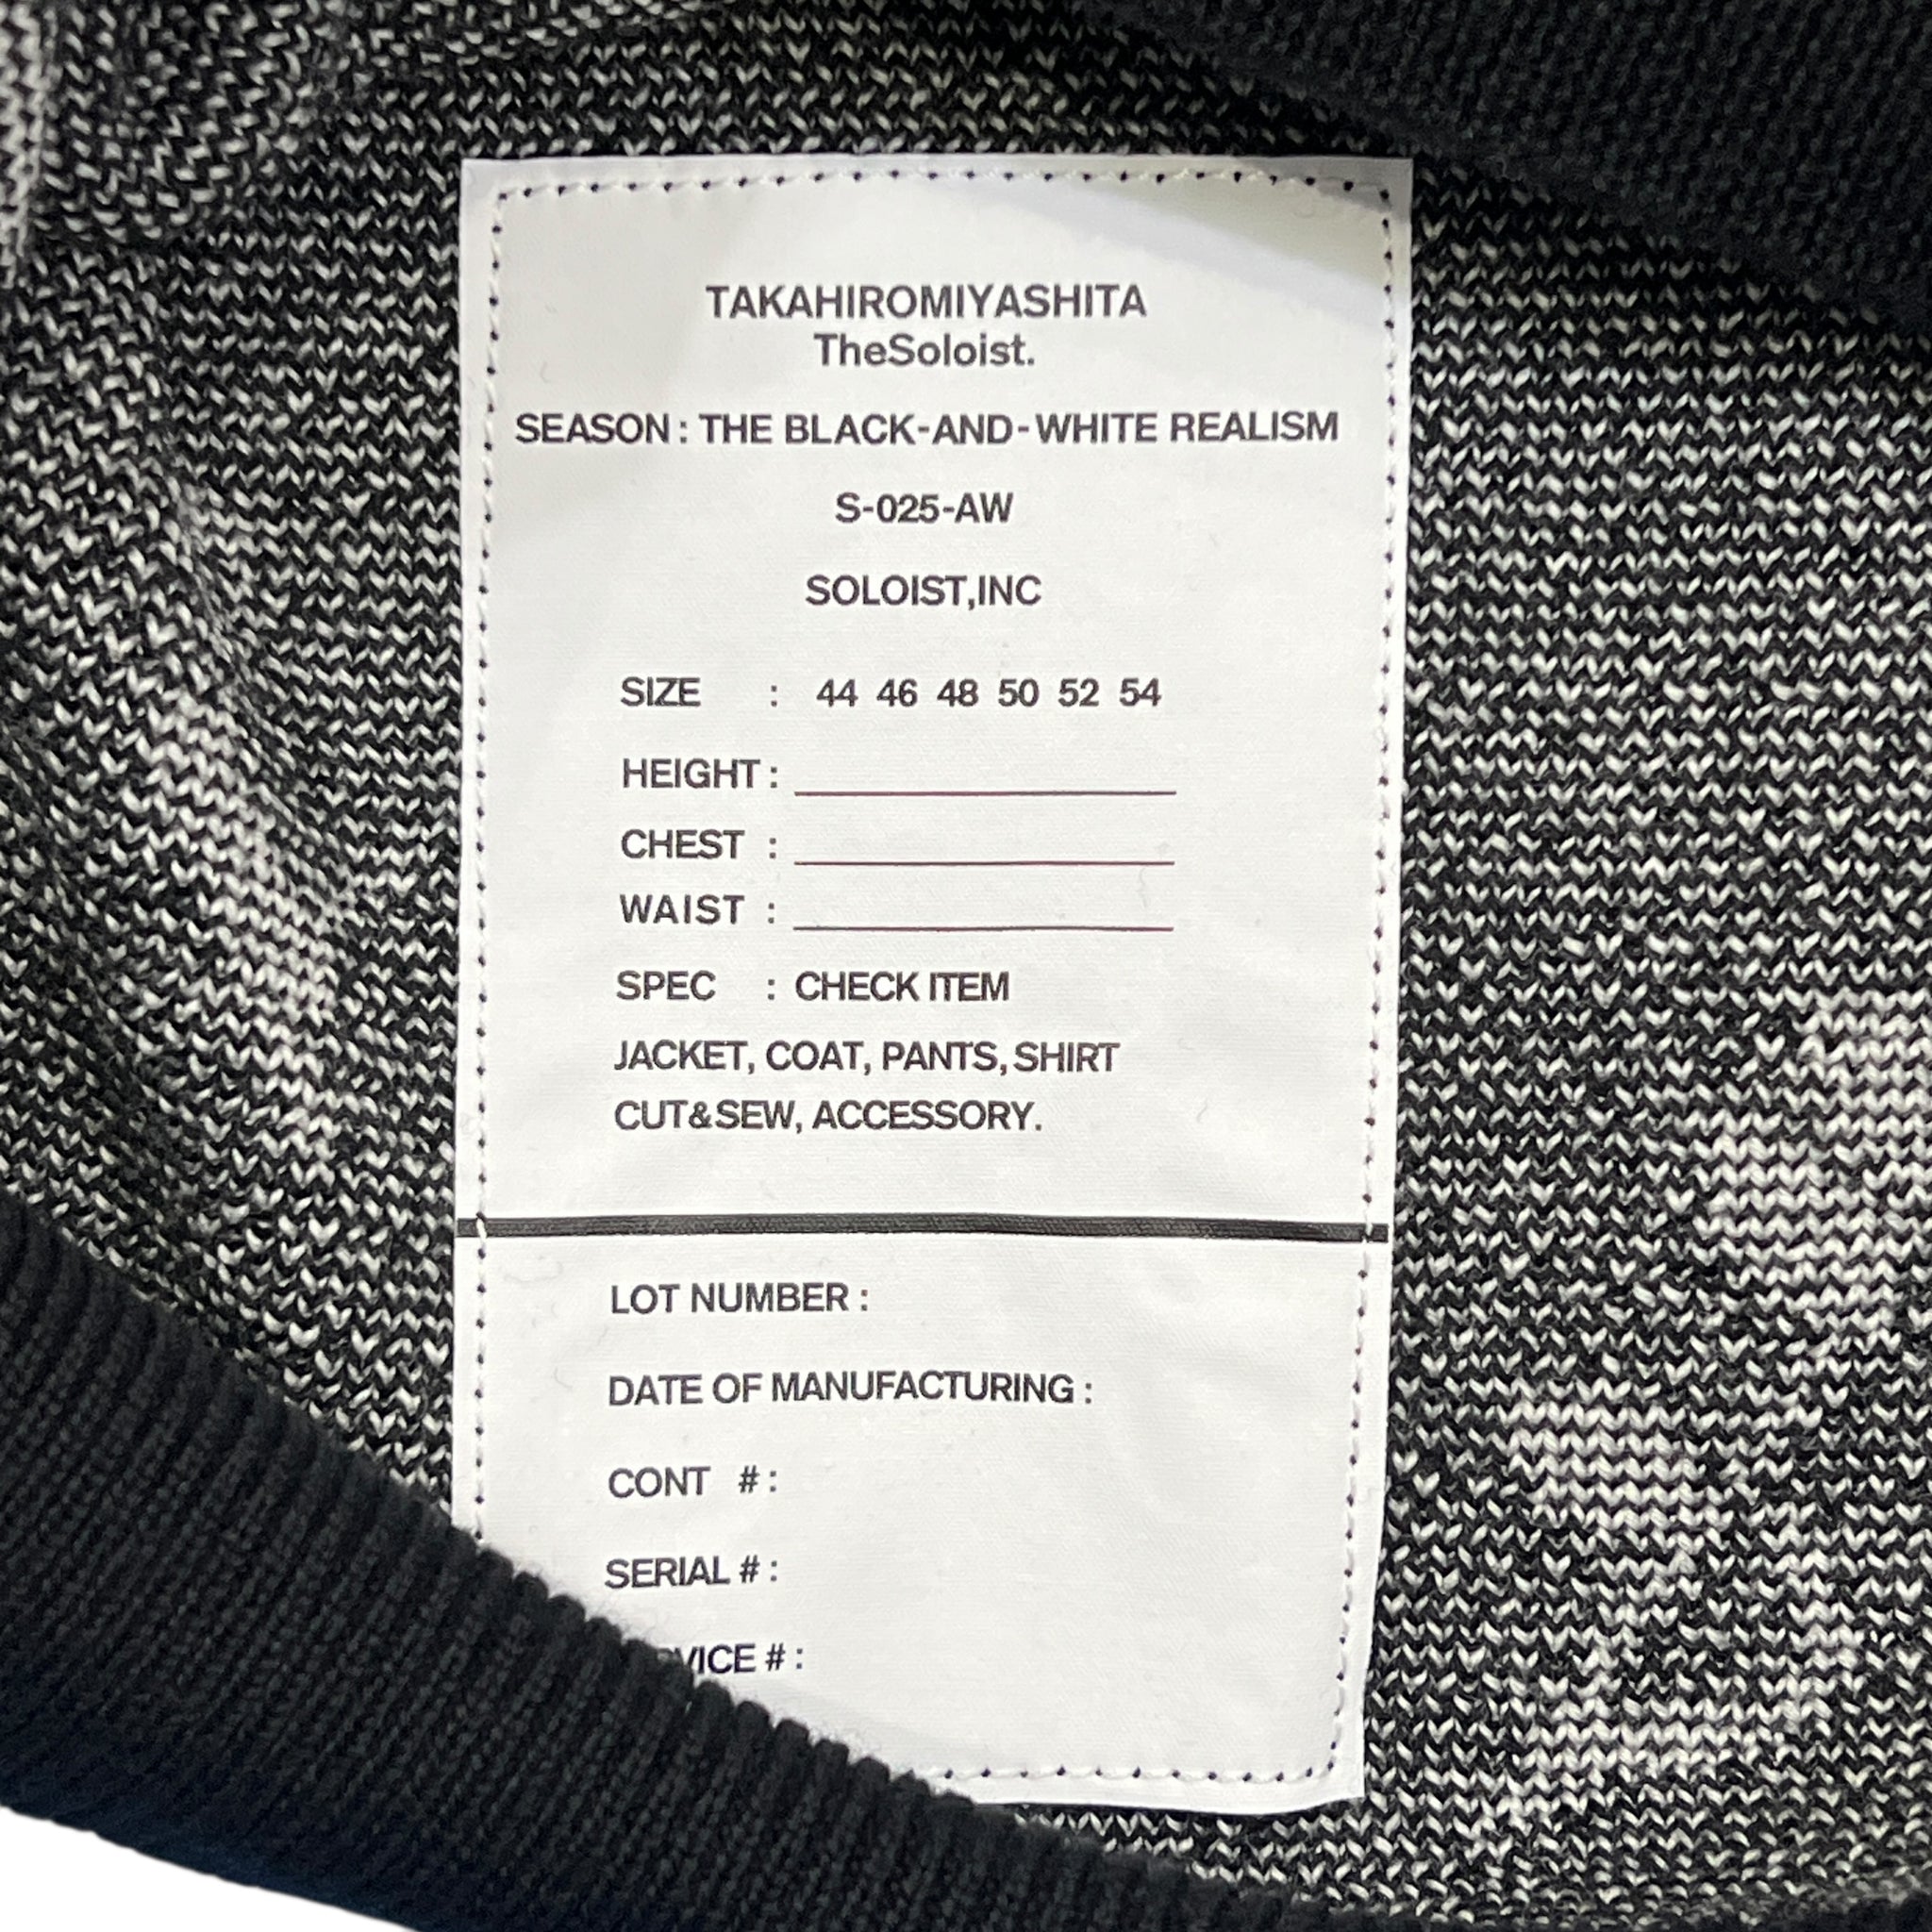 TAKAHIROMIYASHITA
TheSoloist.
SEASON: THE BLACK-AND-WHITE REALISM
S-025-AW
SOLOIST,INC
SIZE : 44 46 48 50 52 54
HEIGHT:
CHEST :
WAIST :
SPEC : CHECK ITEM
JACKET, COAT, PANTS, SHIRT
CUT&SEW, ACCESSORY.
LOT NUMBER :
DATE OF MANUFACTURING :
CONT #:
SERIAL #:
#: